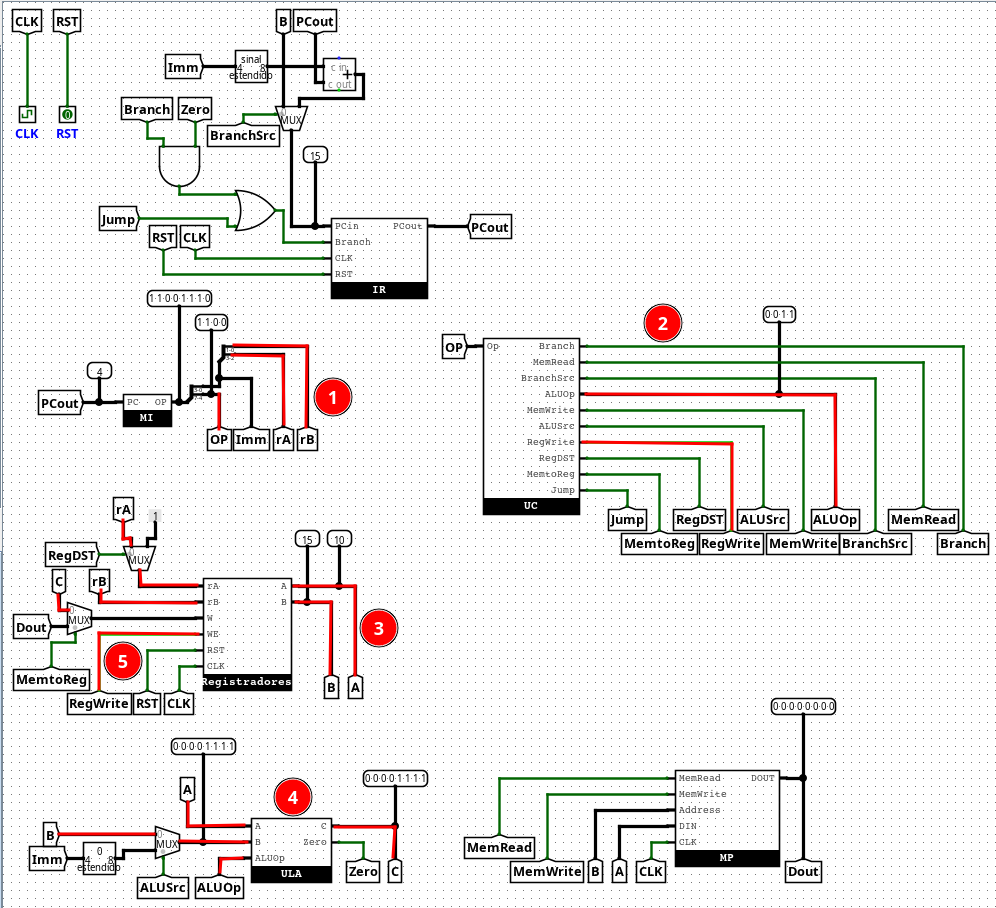 CLK RST
CLK RST
B PCout
Imm
sinal
4 8
estendido
c in
+
c out
MUX
Branch Zero
BranchSrc
15
Jump
RST CLK
PCin PCout
Branch
CLK
RST
IR
PCout
1 1 0 0 1 1 1 0
1 1 0 0
4
PCout
PC OP
MI
OP Imm rA rB
1
2
0 0 1 1
OP
Op Branch
MemRead
BranchSrc
ALUOp
MemWrite
ALUSrc
RegWrite
RegDST
MemtoReg
Jump
UC
Jump RegDST ALUSrc ALUOp MemRead
MemtoReg RegWrite MemWrite BranchSrc Branch
rA
1
RegDST
MUX
C rB
0
MUX
Dout
MemtoReg
5
RegWrite RST CLK
15 10
rA A
rB B
W
WE
RST
CLK
Registradores
3
B A
0 0 0 0 1 1 1 1
A
4
0 0 0 0 1 1 1 1
B
0
MUX
Imm
0
4 8
estendido
A C
B Zero
ALUOp
ULA
ALUSrc ALUOp Zero C
0 0 0 0 0 0 0 0
MemRead DOUT
MemWrite
Address
DIN
CLK
MP
MemRead
MemWrite B A CLK Dout